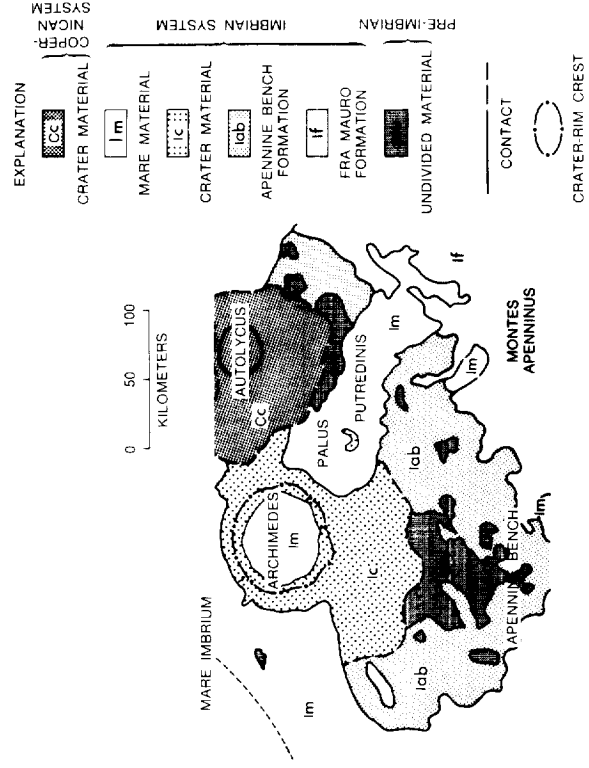 EXPLANATION
Cc
CRATER MATERIAL
COPER-
NICAN
SYSTEM
Im
MARE MATERIAL
Ic
CRATER MATERIAL
Iab
APENNINE BENCH
FORMATION
If
FRA MAURO
FORMATION
IMBRIAN SYSTEM
UNDIVIDED MATERIAL
PRE-IMBRIAN
CONTACT
CRATER-RIM CREST
0 50 100
KILOMETERS
MARE IMBRIUM
Im
ARCHIMEDES
Im
AUTOLYCUS
Cc
PALUS
PUTREDINIS
Im
Ic
Iab
Iab
Im
If
MONTES
APENNINUS
APENNINE BENCH
Im